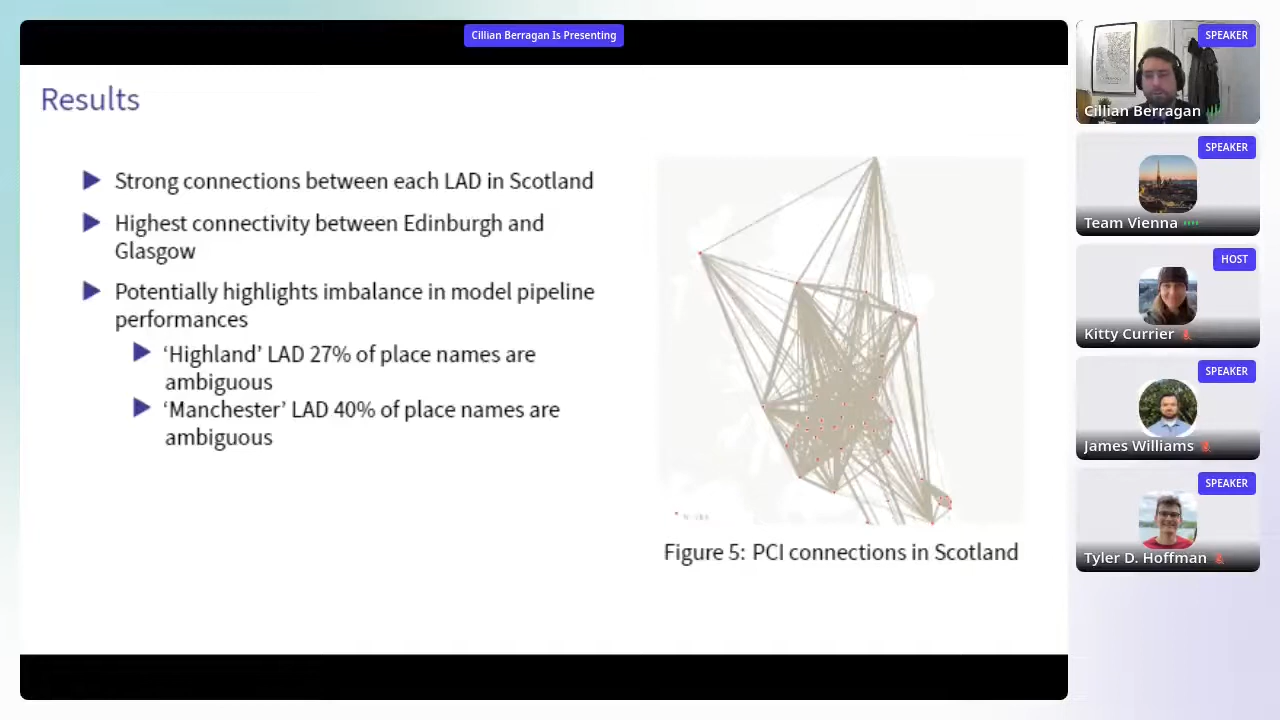 Cillian Berragan Is Presenting
Results
Strong connections between each LAD in Scotland
Highest connectivity between Edinburgh and
Glasgow
Potentially highlights imbalance in model pipeline
performances
‘Highland’ LAD 27% of place names are
ambiguous
‘Manchester’ LAD 40% of place names are
ambiguous
Figure 5: PCI connections in Scotland
SPEAKER
Cillian Berragan
SPEAKER
Team Vienna
HOST
Kitty Currier
SPEAKER
James Williams
SPEAKER
Tyler D. Hoffman